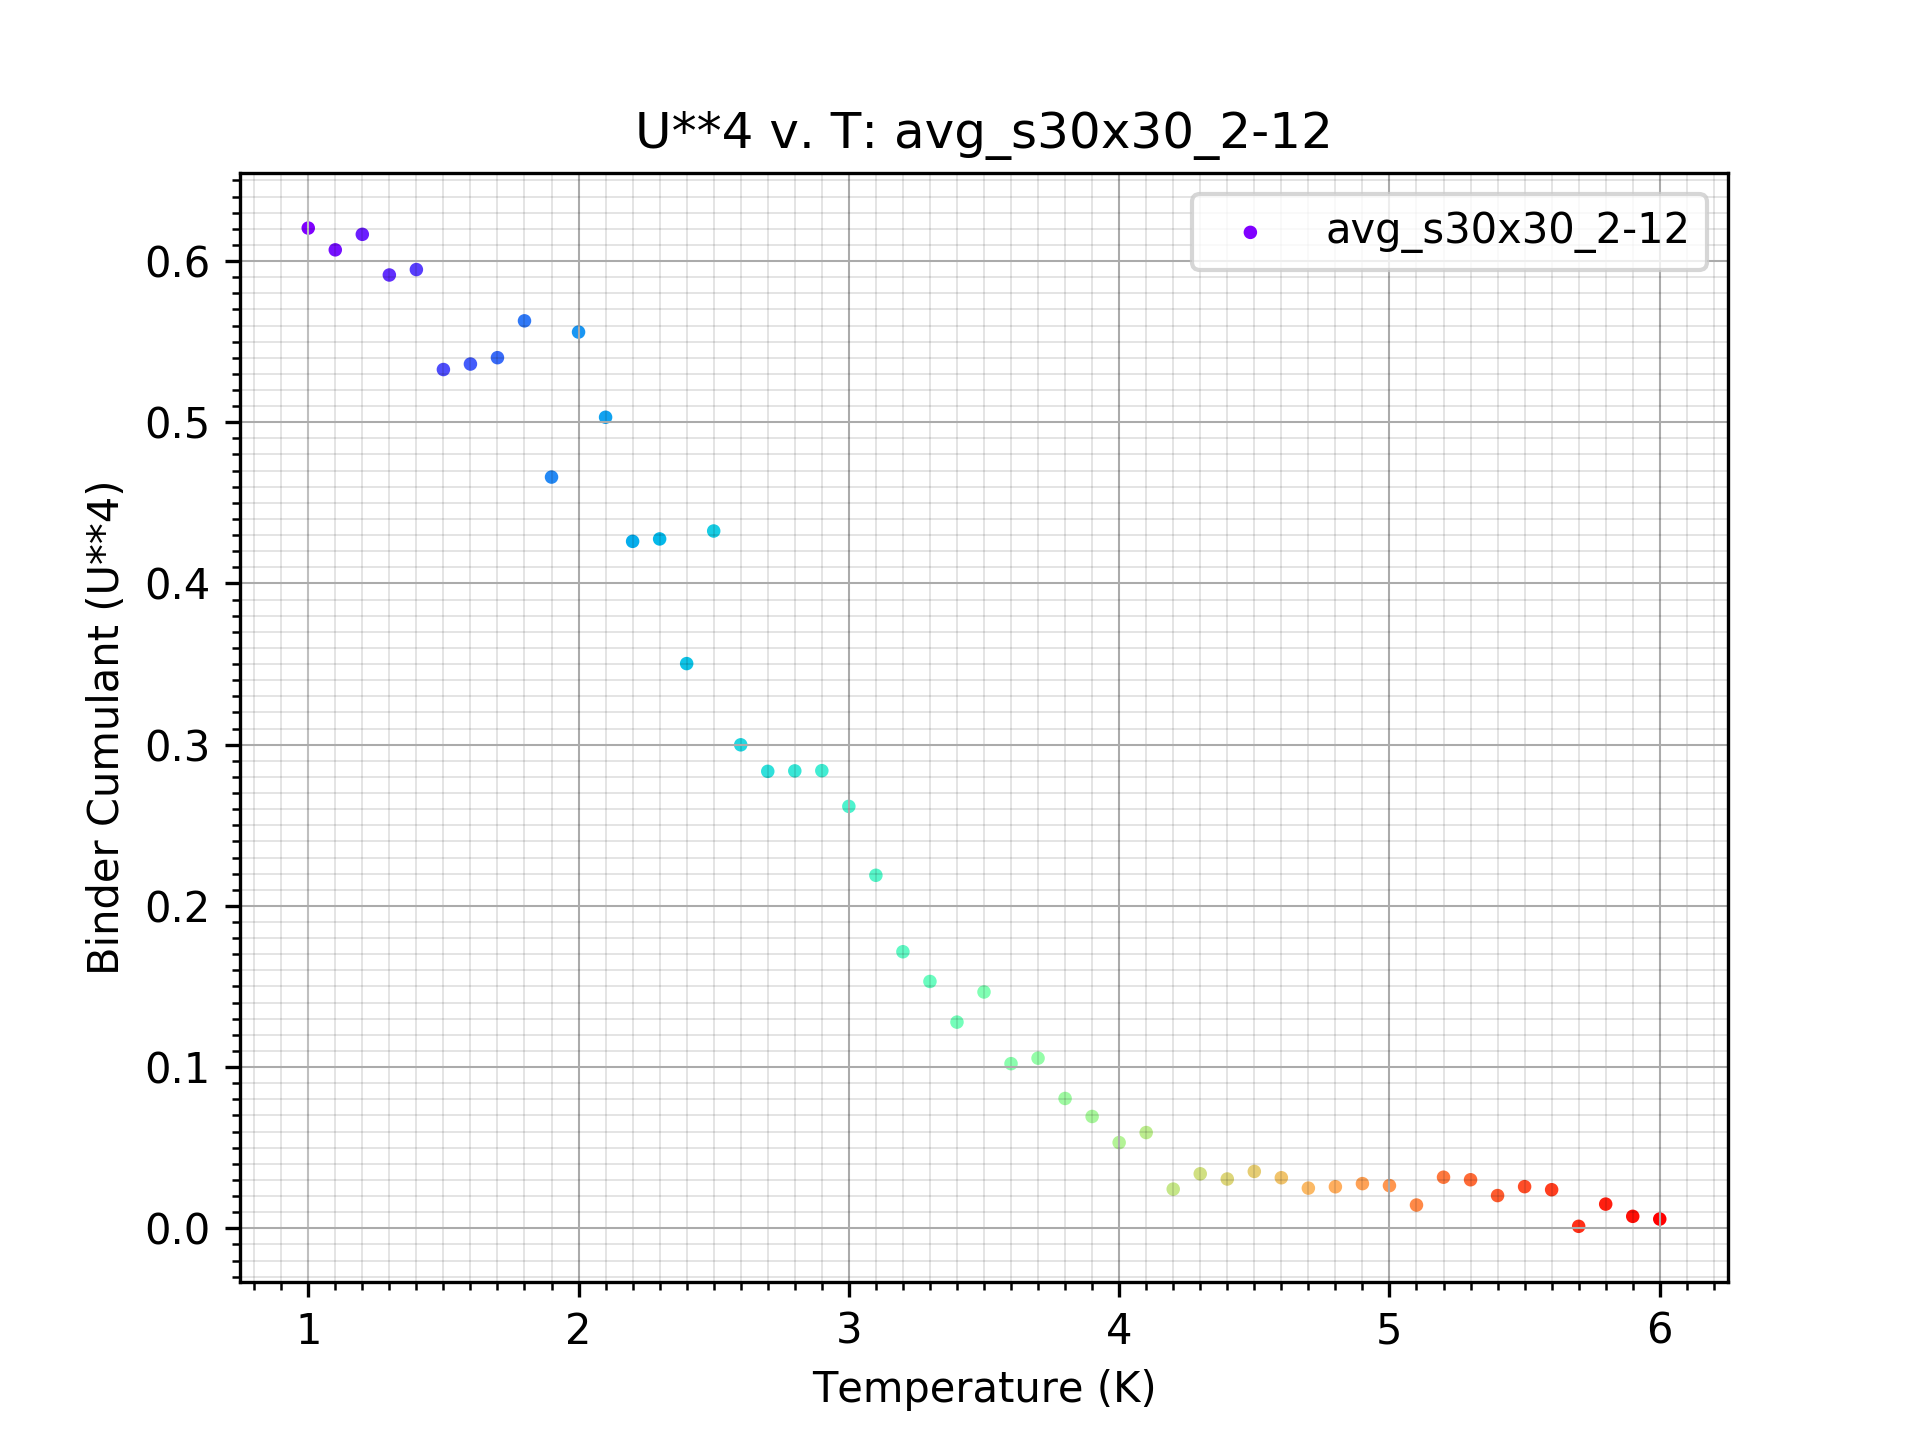 U**4 v. T: avg_s30x30_2-12
avg_s30x30_2-12
Binder Cumulant (U**4)
0.6
0.5
0.4
0.3
0.2
0.1
0.0
1 2 3 4 5 6
Temperature (K)